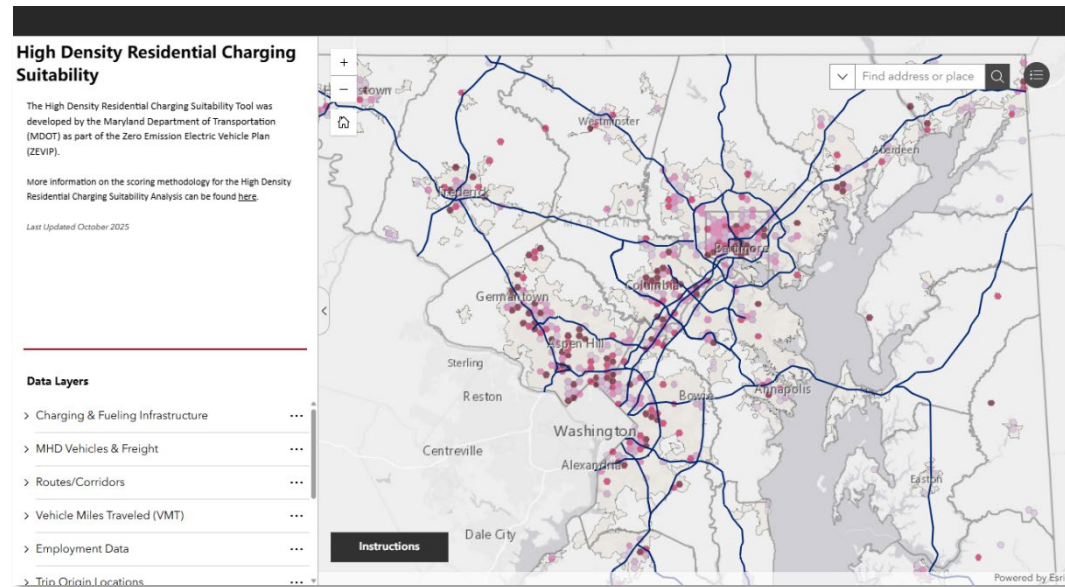 High Density Residential Charging
Suitability
The High Density Residential Charging Suitability Tool was
developed by the Maryland Department of Transportation
(MDOT) as part of the Zero Emission Electric Vehicle Plan
(ZEVIP).
More information on the scoring methodology for the High Density
Residential Charging Suitability Analysis can be found here.
Last Updated October 2025
Data Layers
Charging & Fueling Infrastructure
MHD Vehicles & Freight
Routes/Corridors
Vehicle Miles Traveled (VMT)
Employment Data
Trip Origin Locations
+
−
Find address or place
Westminster
Aberdeen
Frederick
MARYLAND
Baltimore
Columbia
Germantown
Aspen Hill
Sterling
Reston
Bowie
Annapolis
Washington
Centreville
Alexandria
Easton
Dale City
Instructions
Powered by Esri